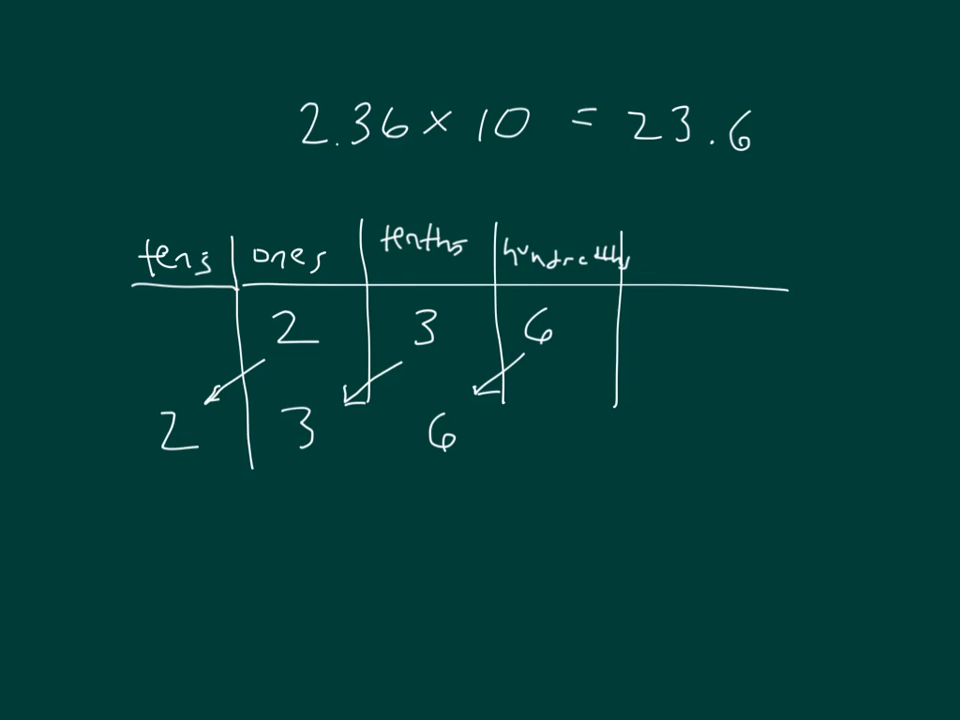 2.36 × 10 = 23.6
tens ones tenths hundredths
2 3 6
2 3 6